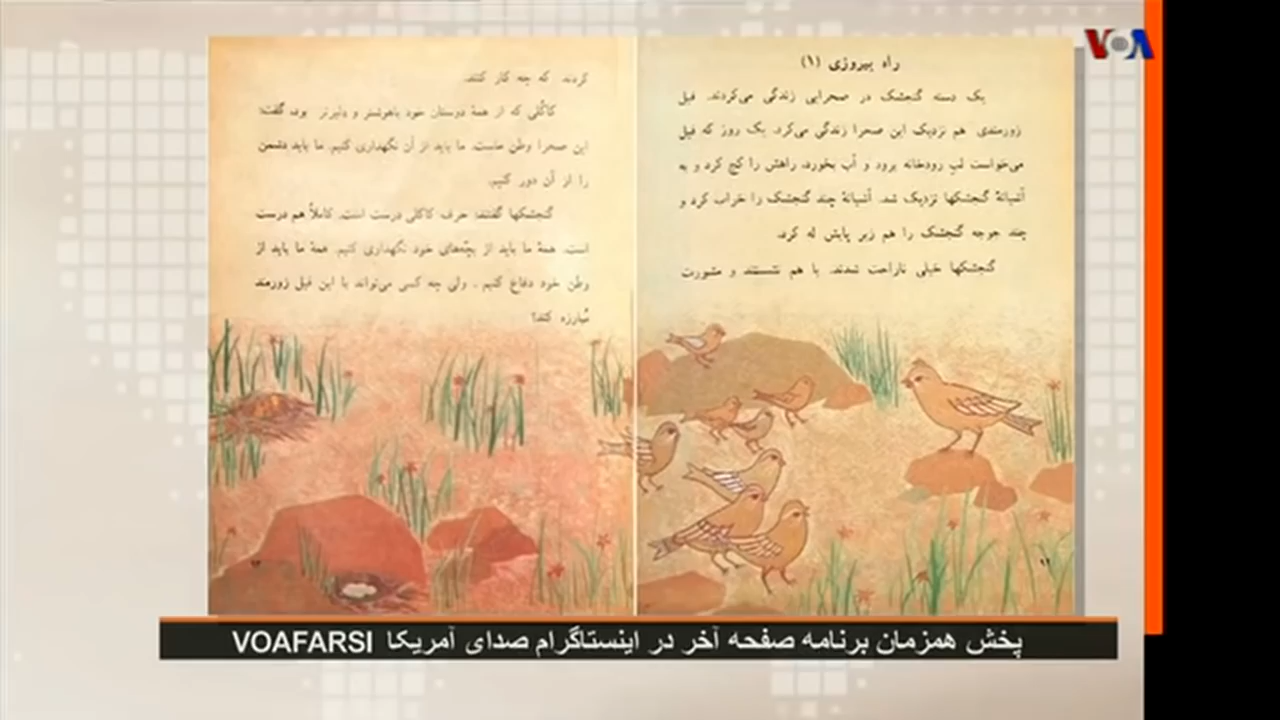 VOA
راه پیروزی (۱)
یک دسته گنجشک در صحرایی زندگی می‌کردند. فیل
زورمندی هم نزدیک این صحرا زندگی می‌کرد. یک روز که فیل
می‌خواست لبِ رودخانه برود و آب بخورد، راهش را کج کرد و به
آشیانهٔ گنجشکها نزدیک شد. آشیانهٔ چند گنجشک را خراب کرد و
چند جوجه گنجشک را هم زیر پایش له کرد.
گنجشکها خیلی ناراحت شدند. با هم نشستند و مشورت
کردند که چه کار کنند.
کاکُلی که از همهٔ دوستان خود باهوشتر و دلیرتر بود، گفت:
این صحرا وطن ماست. ما باید از آن نگهداری کنیم. ما باید دشمن
را از آن دور کنیم.
گنجشکها گفتند: حرف کاکلی درست است. کاملاً هم درست
است. همهٔ ما باید از بچّه‌های خود نگهداری کنیم. همهٔ ما باید از
وطن خود دفاع کنیم. ولی چه کسی می‌تواند با این فیل زورمند
مُبارزه کند؟
پخش همزمان برنامه صفحه آخر در اینستاگرام صدای آمریکا VOAFARSI